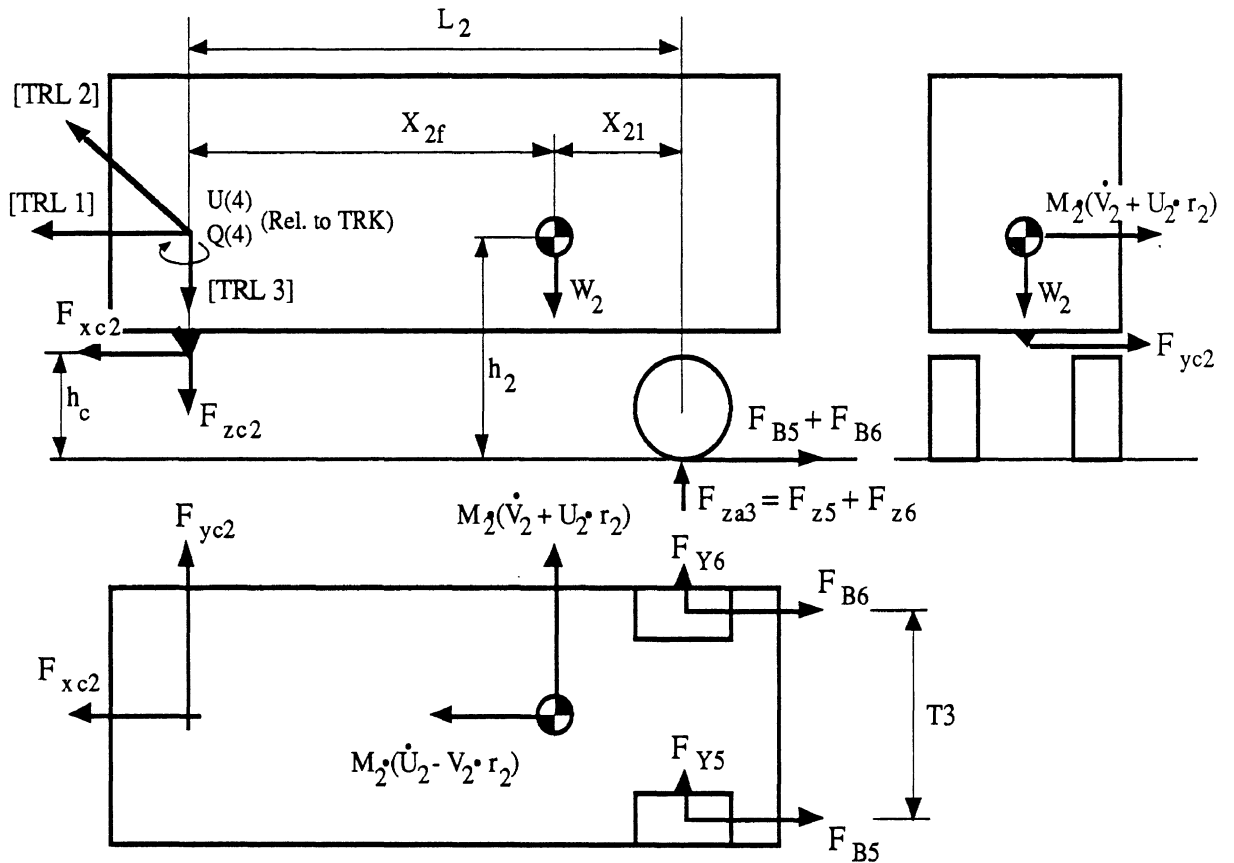 L2
[TRL 2]
X2f
X21
[TRL 1]
U(4)
Q(4)
(Rel. to TRK)
M2•(V̇2 + U2• r2)
[TRL 3]
W2
W2
Fxc2
Fyc2
hc
h2
Fzc2
FB5 + FB6
Fza3 = Fz5 + Fz6
Fyc2
M2•(V̇2 + U2• r2)
FY6
FB6
Fxc2
T3
M2•(U̇2 - V2• r2)
FY5
FB5